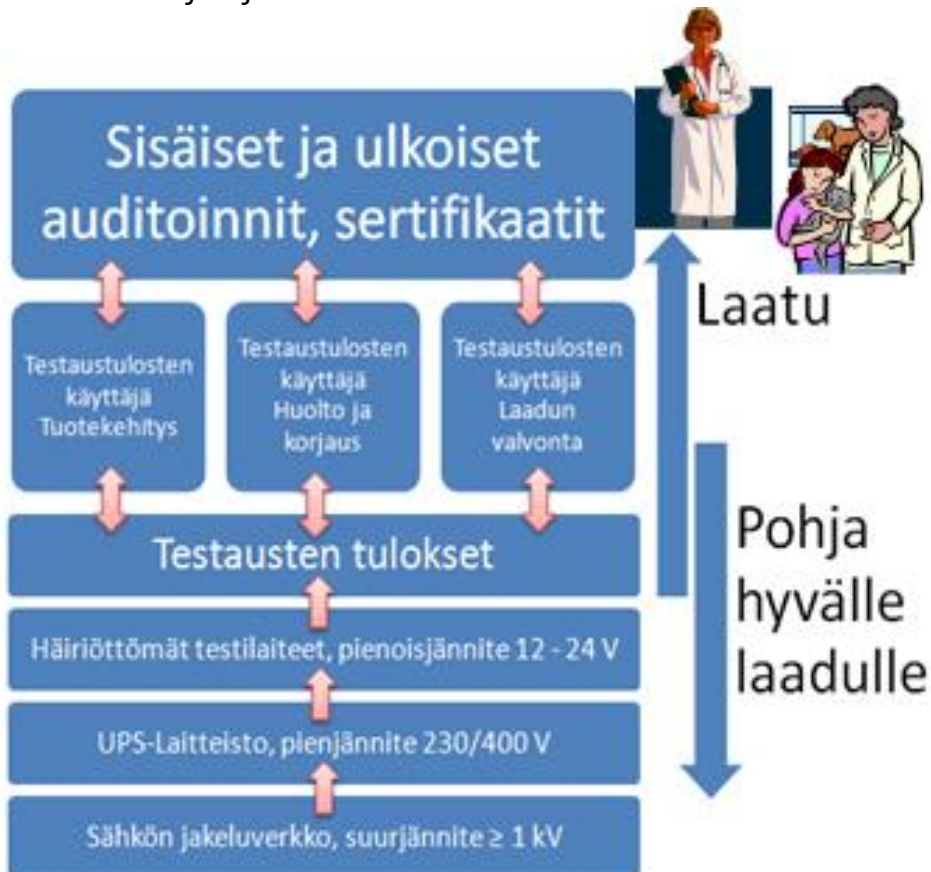 Sisäiset ja ulkoiset
auditoinnit, sertifikaatit
Laatu
Testaustulosten
käyttäjä
Tuotekehitys
Testaustulosten
käyttäjä
Huolto ja
korjaus
Testaustulosten
käyttäjä
Laadun
valvonta
Pohja
hyvälle
laadulle
Testausten tulokset
Häiriöttömät testilaiteet, pienoisjännite 12 - 24 V
UPS-Laitteisto, pienjännite 230/400 V
Sähkön jakeluverkko, suurjännite ≥ 1 kV